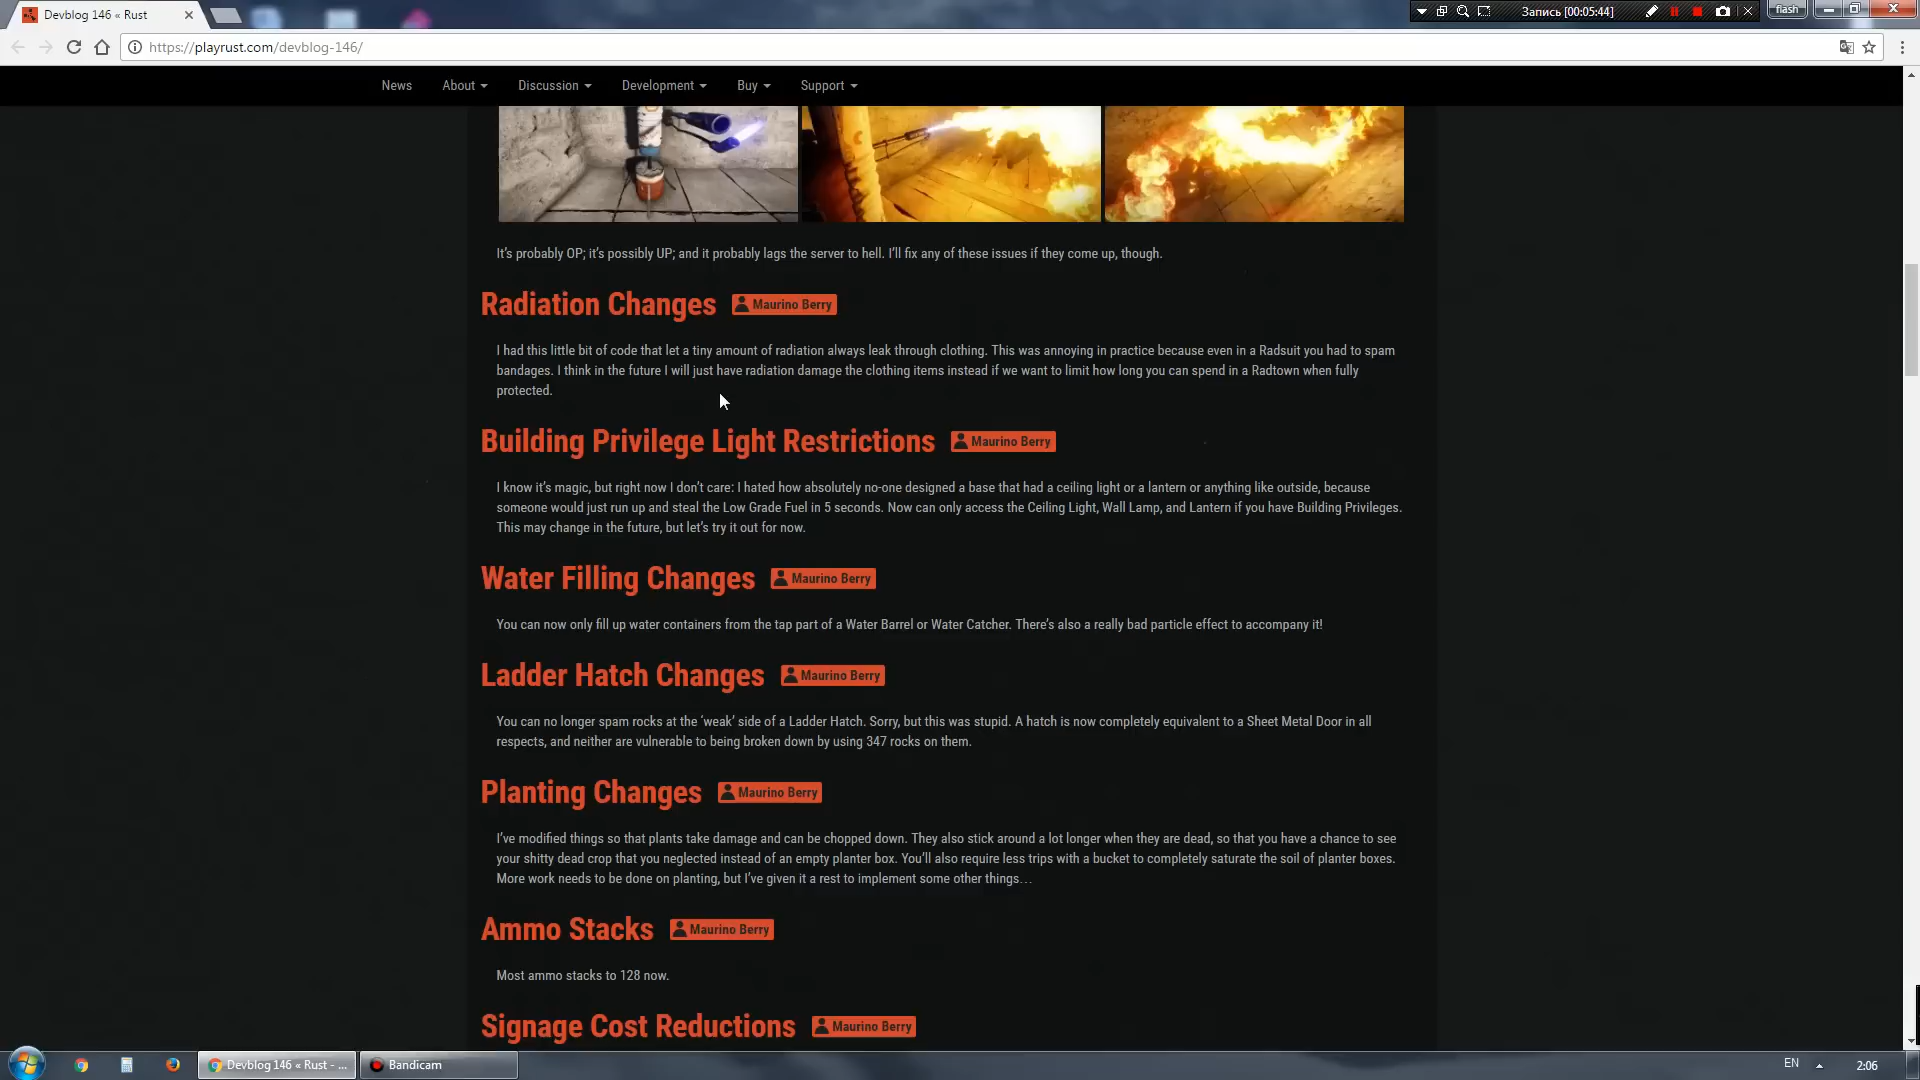 Devblog 146 « Rust
Запись [00:05:44]
flash
https://playrust.com/devblog-146/
News About Discussion Development Buy Support
It’s probably OP; it’s possibly UP; and it probably lags the server to hell. I’ll fix any of these issues if they come up, though.
Radiation Changes Maurino Berry
I had this little bit of code that let a tiny amount of radiation always leak through clothing. This was annoying in practice because even in a Radsuit you had to spam
bandages. I think in the future I will just have radiation damage the clothing items instead if we want to limit how long you can spend in a Radtown when fully
protected.
Building Privilege Light Restrictions Maurino Berry
I know it’s magic, but right now I don’t care: I hated how absolutely no-one designed a base that had a ceiling light or a lantern or anything like outside, because
someone would just run up and steal the Low Grade Fuel in 5 seconds. Now can only access the Ceiling Light, Wall Lamp, and Lantern if you have Building Privileges.
This may change in the future, but let’s try it out for now.
Water Filling Changes Maurino Berry
You can now only fill up water containers from the tap part of a Water Barrel or Water Catcher. There’s also a really bad particle effect to accompany it!
Ladder Hatch Changes Maurino Berry
You can no longer spam rocks at the ‘weak’ side of a Ladder Hatch. Sorry, but this was stupid. A hatch is now completely equivalent to a Sheet Metal Door in all
respects, and neither are vulnerable to being broken down by using 347 rocks on them.
Planting Changes Maurino Berry
I’ve modified things so that plants take damage and can be chopped down. They also stick around a lot longer when they are dead, so that you have a chance to see
your shitty dead crop that you neglected instead of an empty planter box. You’ll also require less trips with a bucket to completely saturate the soil of planter boxes.
More work needs to be done on planting, but I’ve given it a rest to implement some other things…
Ammo Stacks Maurino Berry
Most ammo stacks to 128 now.
Signage Cost Reductions Maurino Berry
Devblog 146 « Rust - ... Bandicam EN 2:06